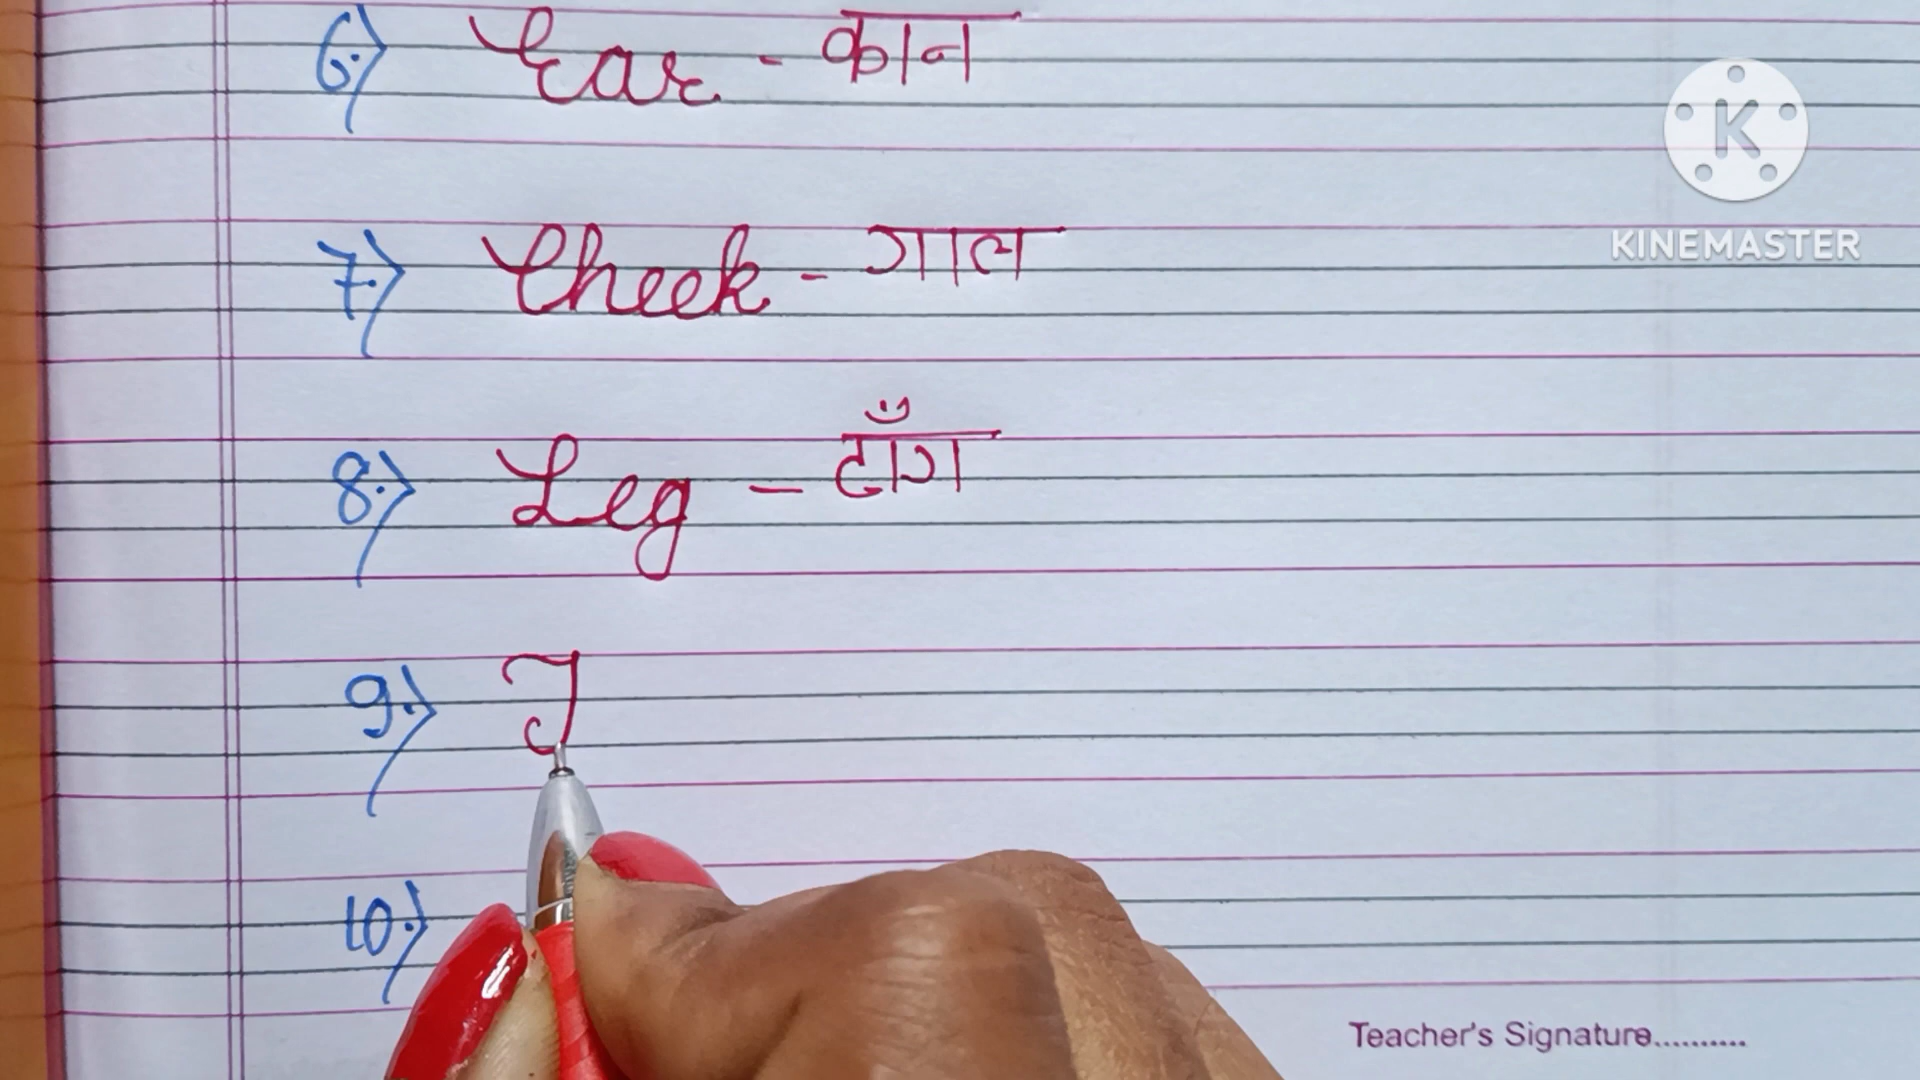 6.) Ear - कान
K
KINEMASTER
7.) Cheek - गाल
8.) Leg - टाँग
9.) T
10.)
Teacher's Signature..........